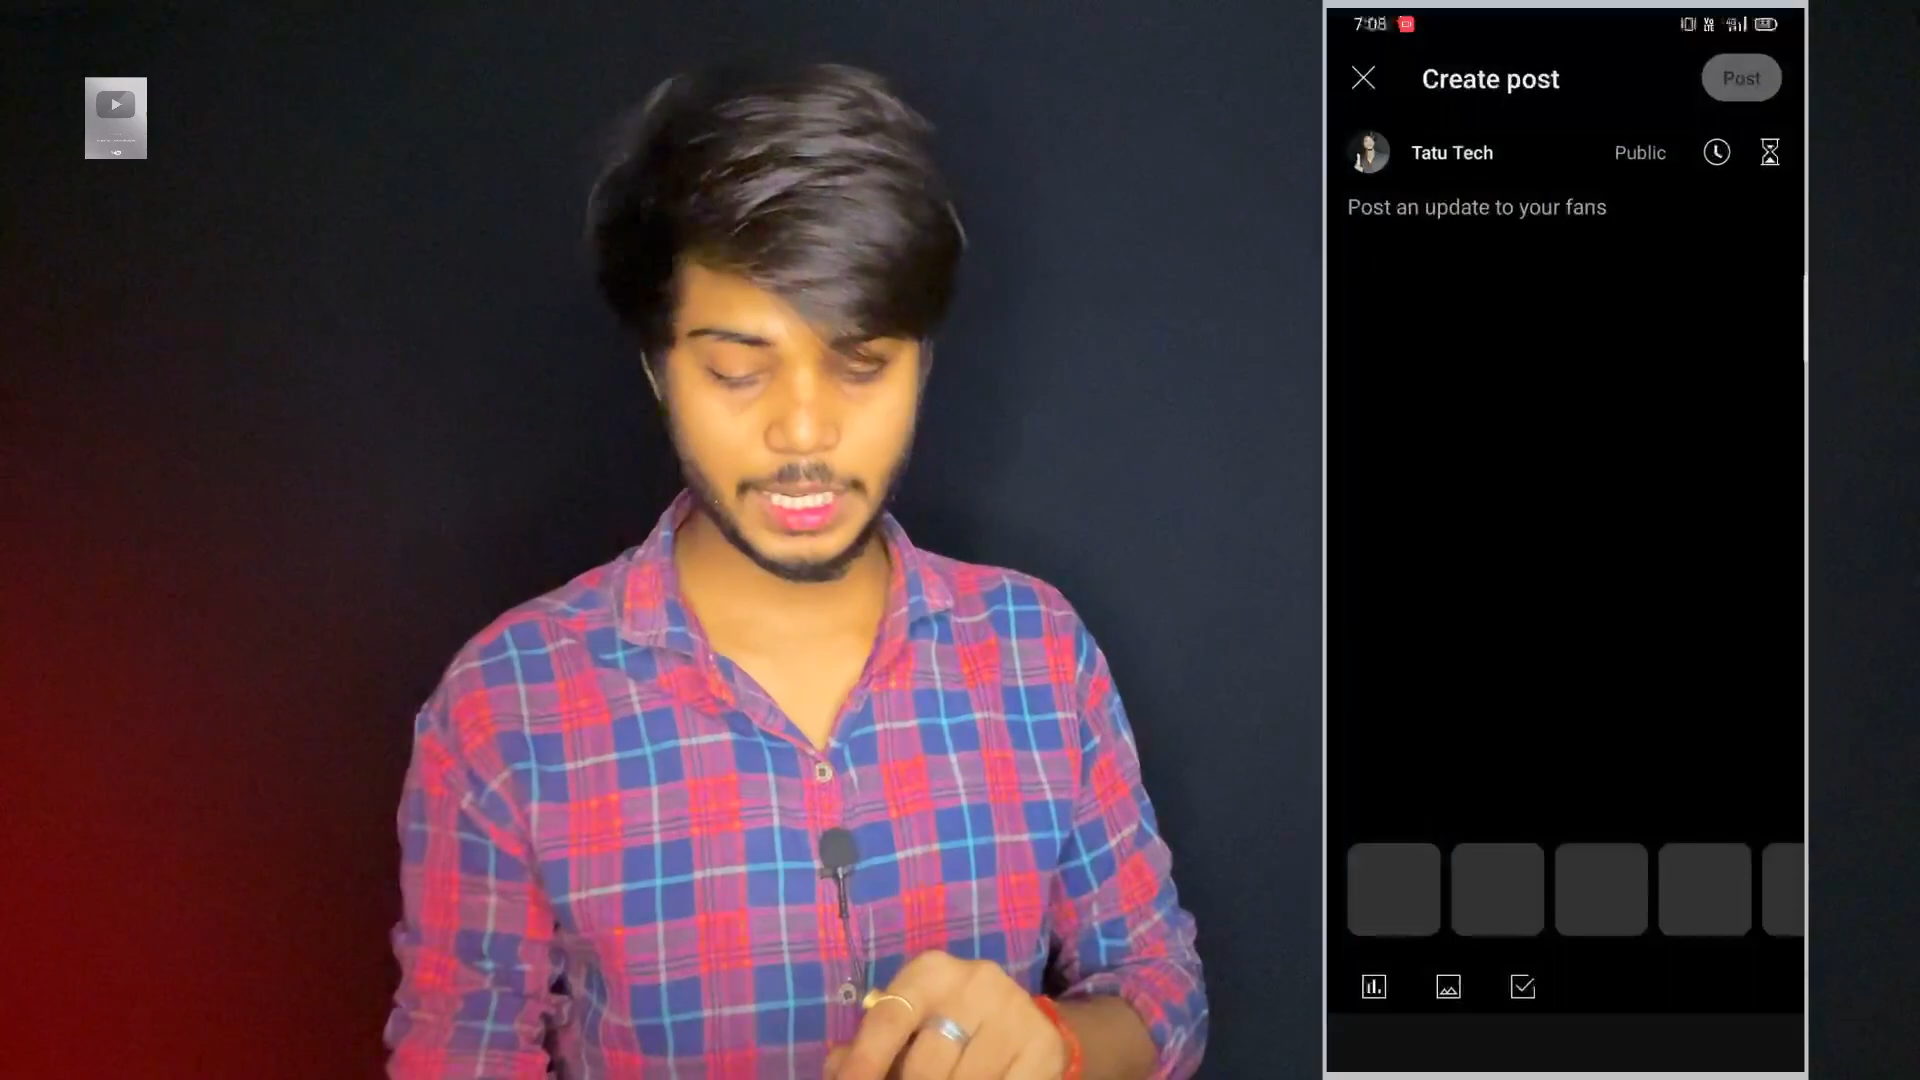 7:08
Create post
Post
Tatu Tech
Public
Post an update to your fans